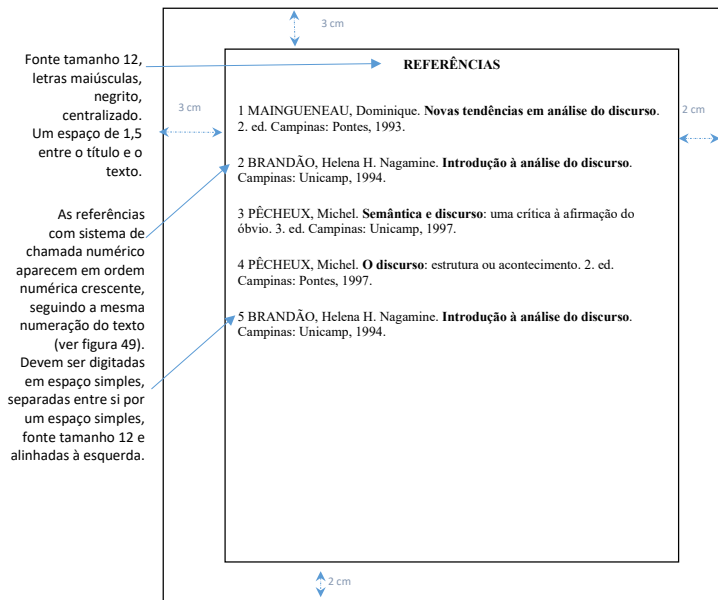 3 cm
Fonte tamanho 12,
letras maiúsculas,
negrito,
centralizado.
Um espaço de 1,5
entre o título e o
texto.
3 cm
REFERÊNCIAS
2 cm
1 MAINGUENEAU, Dominique. Novas tendências em análise do discurso.
2. ed. Campinas: Pontes, 1993.
2 BRANDÃO, Helena H. Nagamine. Introdução à análise do discurso.
Campinas: Unicamp, 1994.
3 PÊCHEUX, Michel. Semântica e discurso: uma crítica à afirmação do
óbvio. 3. ed. Campinas: Unicamp, 1997.
4 PÊCHEUX, Michel. O discurso: estrutura ou acontecimento. 2. ed.
Campinas: Pontes, 1997.
5 BRANDÃO, Helena H. Nagamine. Introdução à análise do discurso.
Campinas: Unicamp, 1994.
As referências
com sistema de
chamada numérico
aparecem em ordem
numérica crescente,
seguindo a mesma
numeração do texto
(ver figura 49).
Devem ser digitadas
em espaço simples,
separadas entre si por
um espaço simples,
fonte tamanho 12 e
alinhadas à esquerda.
2 cm